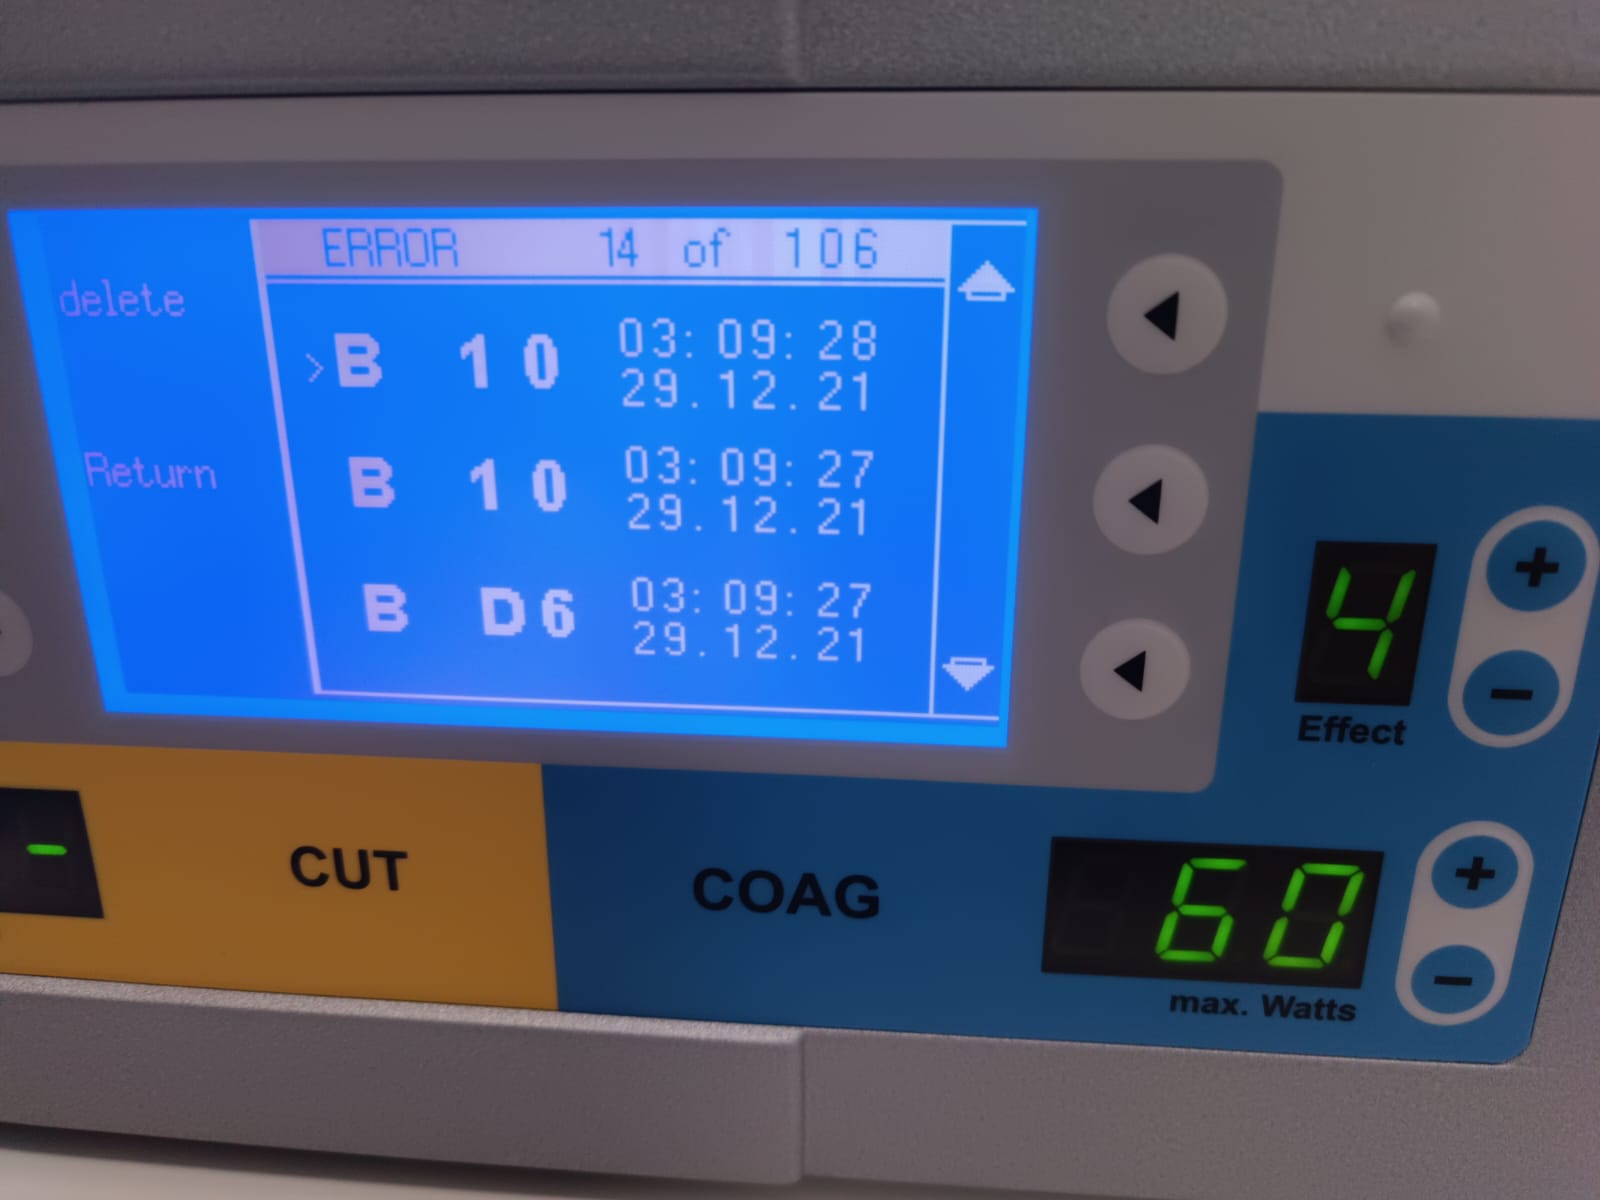 ERROR 14 of 106
delete
>B 10 03:09:28
29.12.21
Return
B 10 03:09:27
29.12.21
B D6 03:09:27
29.12.21
4
Effect
-
CUT
COAG
60
max. Watts
+
-
+
-